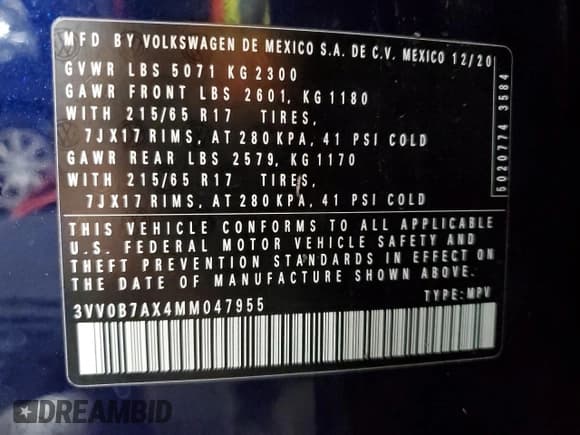 MFD BY VOLKSWAGEN DE MEXICO S.A. DE C.V. MEXICO 12/20
GVWR LBS 5071 KG 2300
GAWR FRONT LBS 2601, KG 1180
WITH 215/65 R17 TIRES,
7JX17 RIMS, AT 280 KPA, 41 PSI COLD
GAWR REAR LBS 2579, KG 1170
WITH 215/65 R17 TIRES,
7JX17 RIMS, AT 280 KPA, 41 PSI COLD
5020774 3584
THIS VEHICLE CONFORMS TO ALL APPLICABLE
U.S. FEDERAL MOTOR VEHICLE SAFETY AND
THEFT PREVENTION STANDARDS IN EFFECT ON
THE DATE OF MANUFACTURE SHOWN ABOVE.
3VV0B7AX4MM047955 TYPE: MPV
DREAMBID